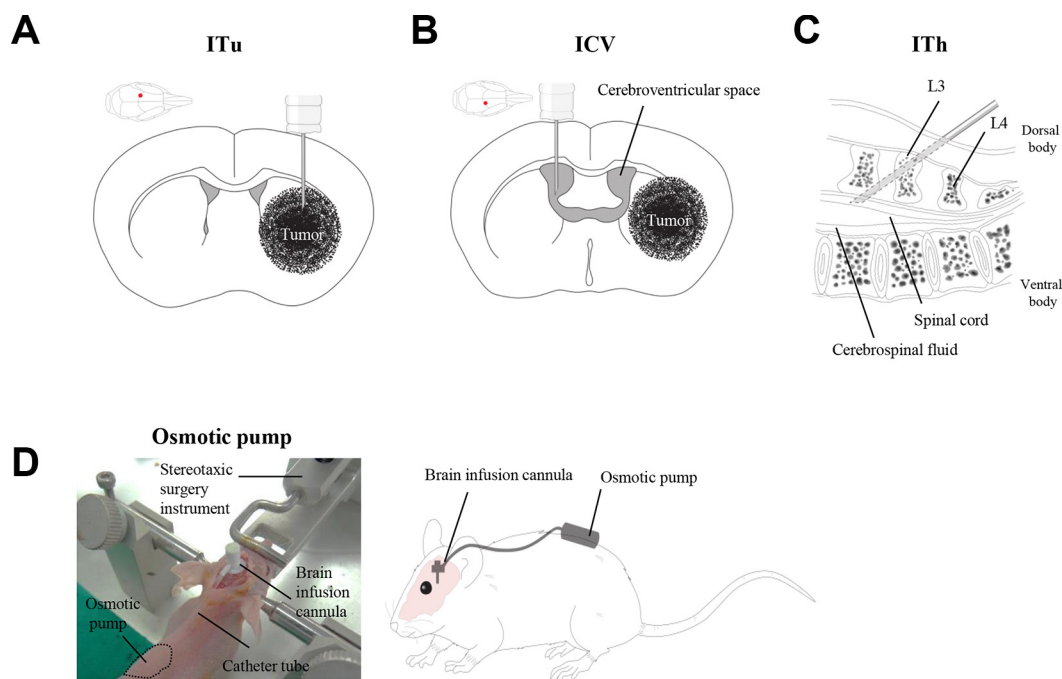 A
ITu
Tumor
B
ICV
Cerebroventricular space
Tumor
C
ITh
L3
L4
Dorsal
body
Ventral
body
Spinal cord
Cerebrospinal fluid
D
Osmotic pump
Stereotaxic
surgery
instrument
Brain
infusion
cannula
Osmotic
pump
Catheter tube
Brain infusion cannula
Osmotic pump